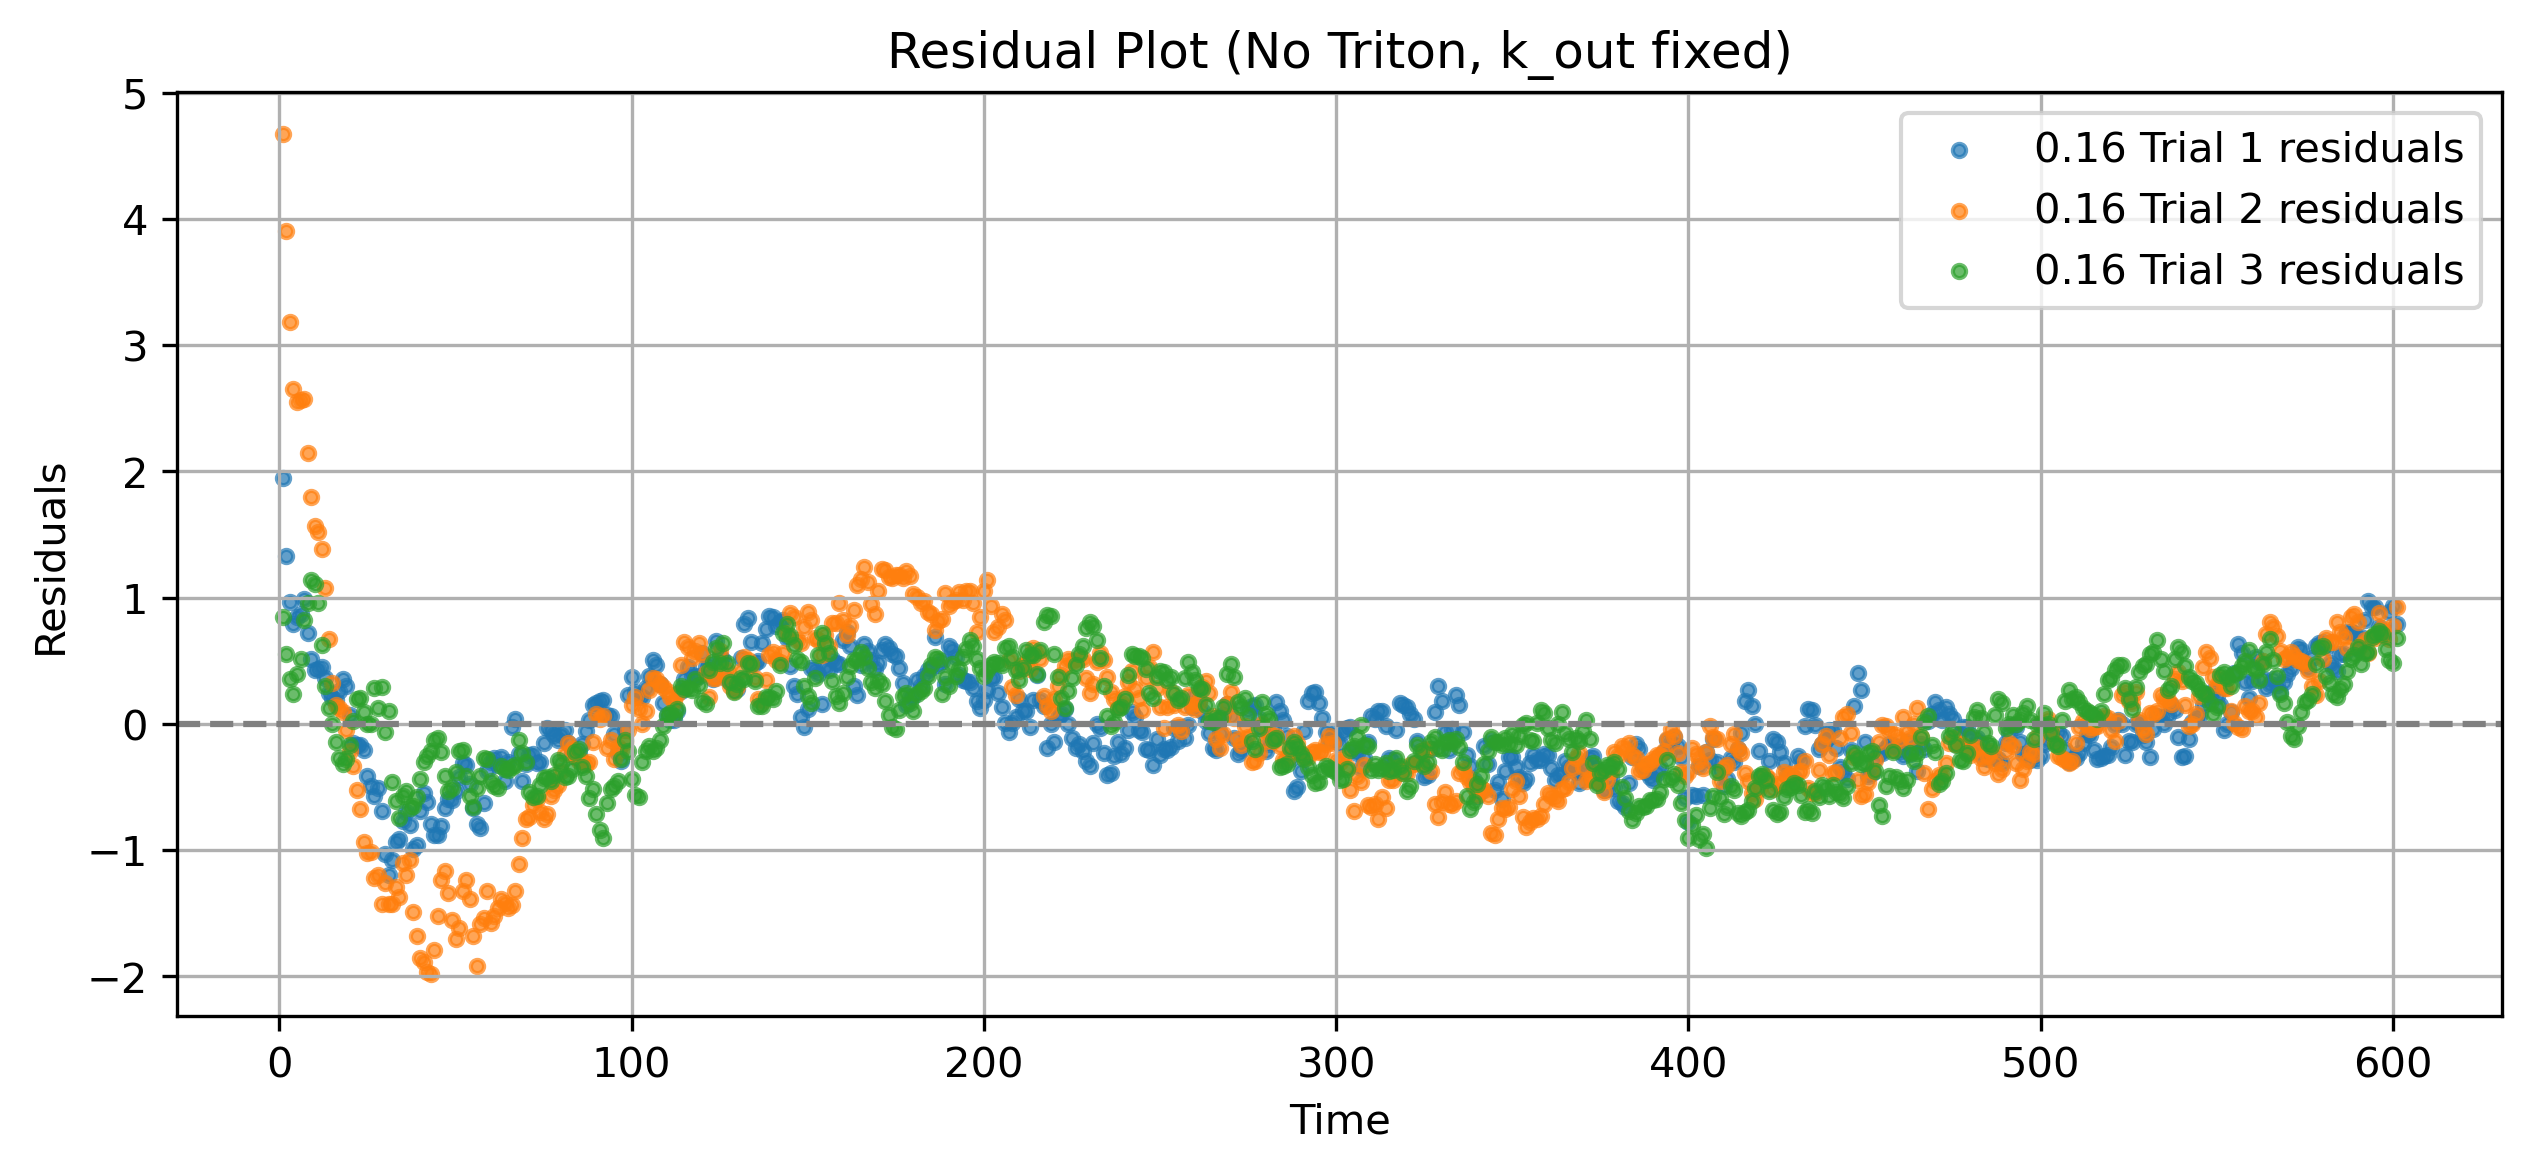 Residual Plot (No Triton, k_out fixed)
5
4
3
2
1
0
−1
−2
Residuals
0.16 Trial 1 residuals
0.16 Trial 2 residuals
0.16 Trial 3 residuals
0 100 200 300 400 500 600
Time